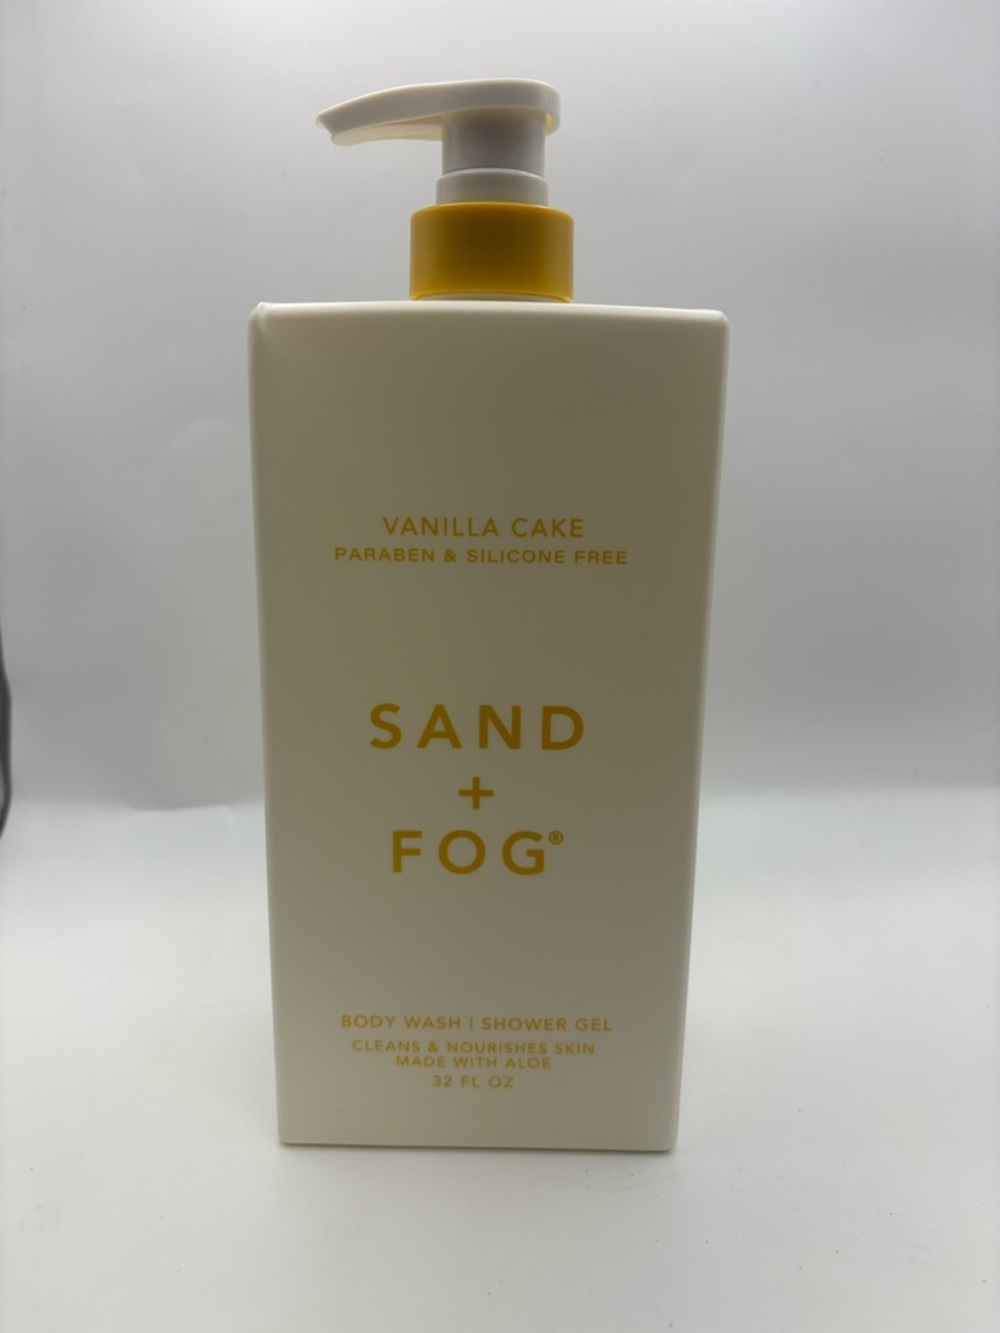 VANILLA CAKE
PARABEN & SILICONE FREE
SAND
+
FOG®
BODY WASH | SHOWER GEL
CLEANS & NOURISHES SKIN
MADE WITH ALOE
32 FL OZ